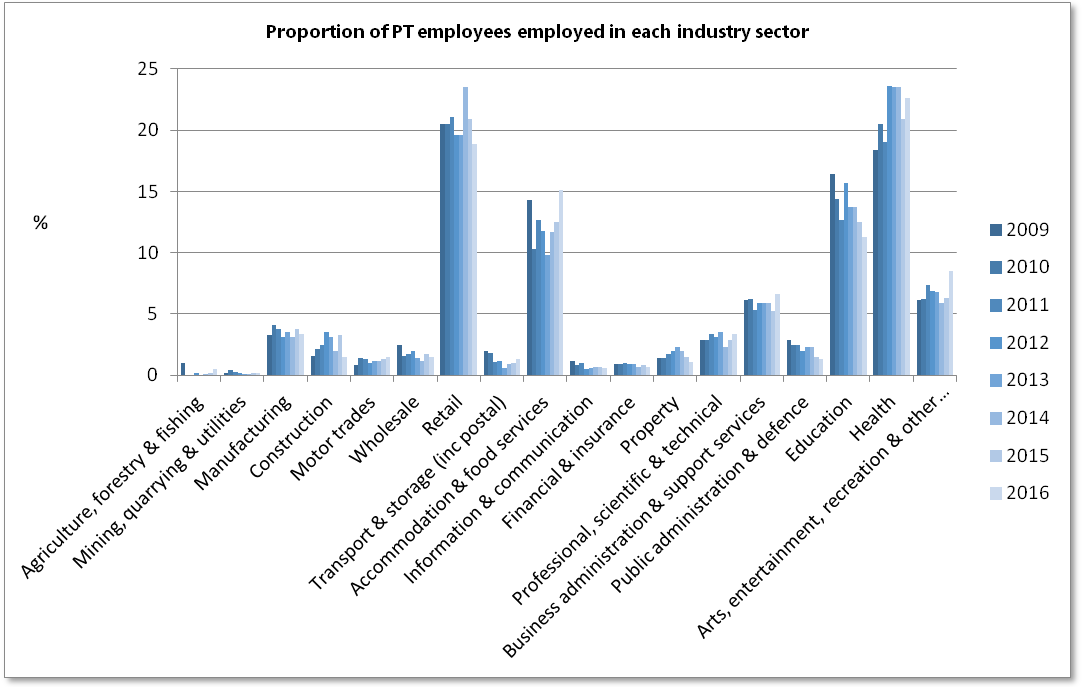 Proportion of PT employees employed in each industry sector
25
20
15
10
5
0
%
Agriculture, forestry & fishing
Mining, quarrying & utilities
Manufacturing
Construction
Motor trades
Wholesale
Retail
Transport & storage (inc postal)
Accommodation & food services
Information & communication
Financial & insurance
Property
Professional, scientific & technical
Business administration & support services
Public administration & defence
Education
Health
Arts, entertainment, recreation & other...
2009
2010
2011
2012
2013
2014
2015
2016